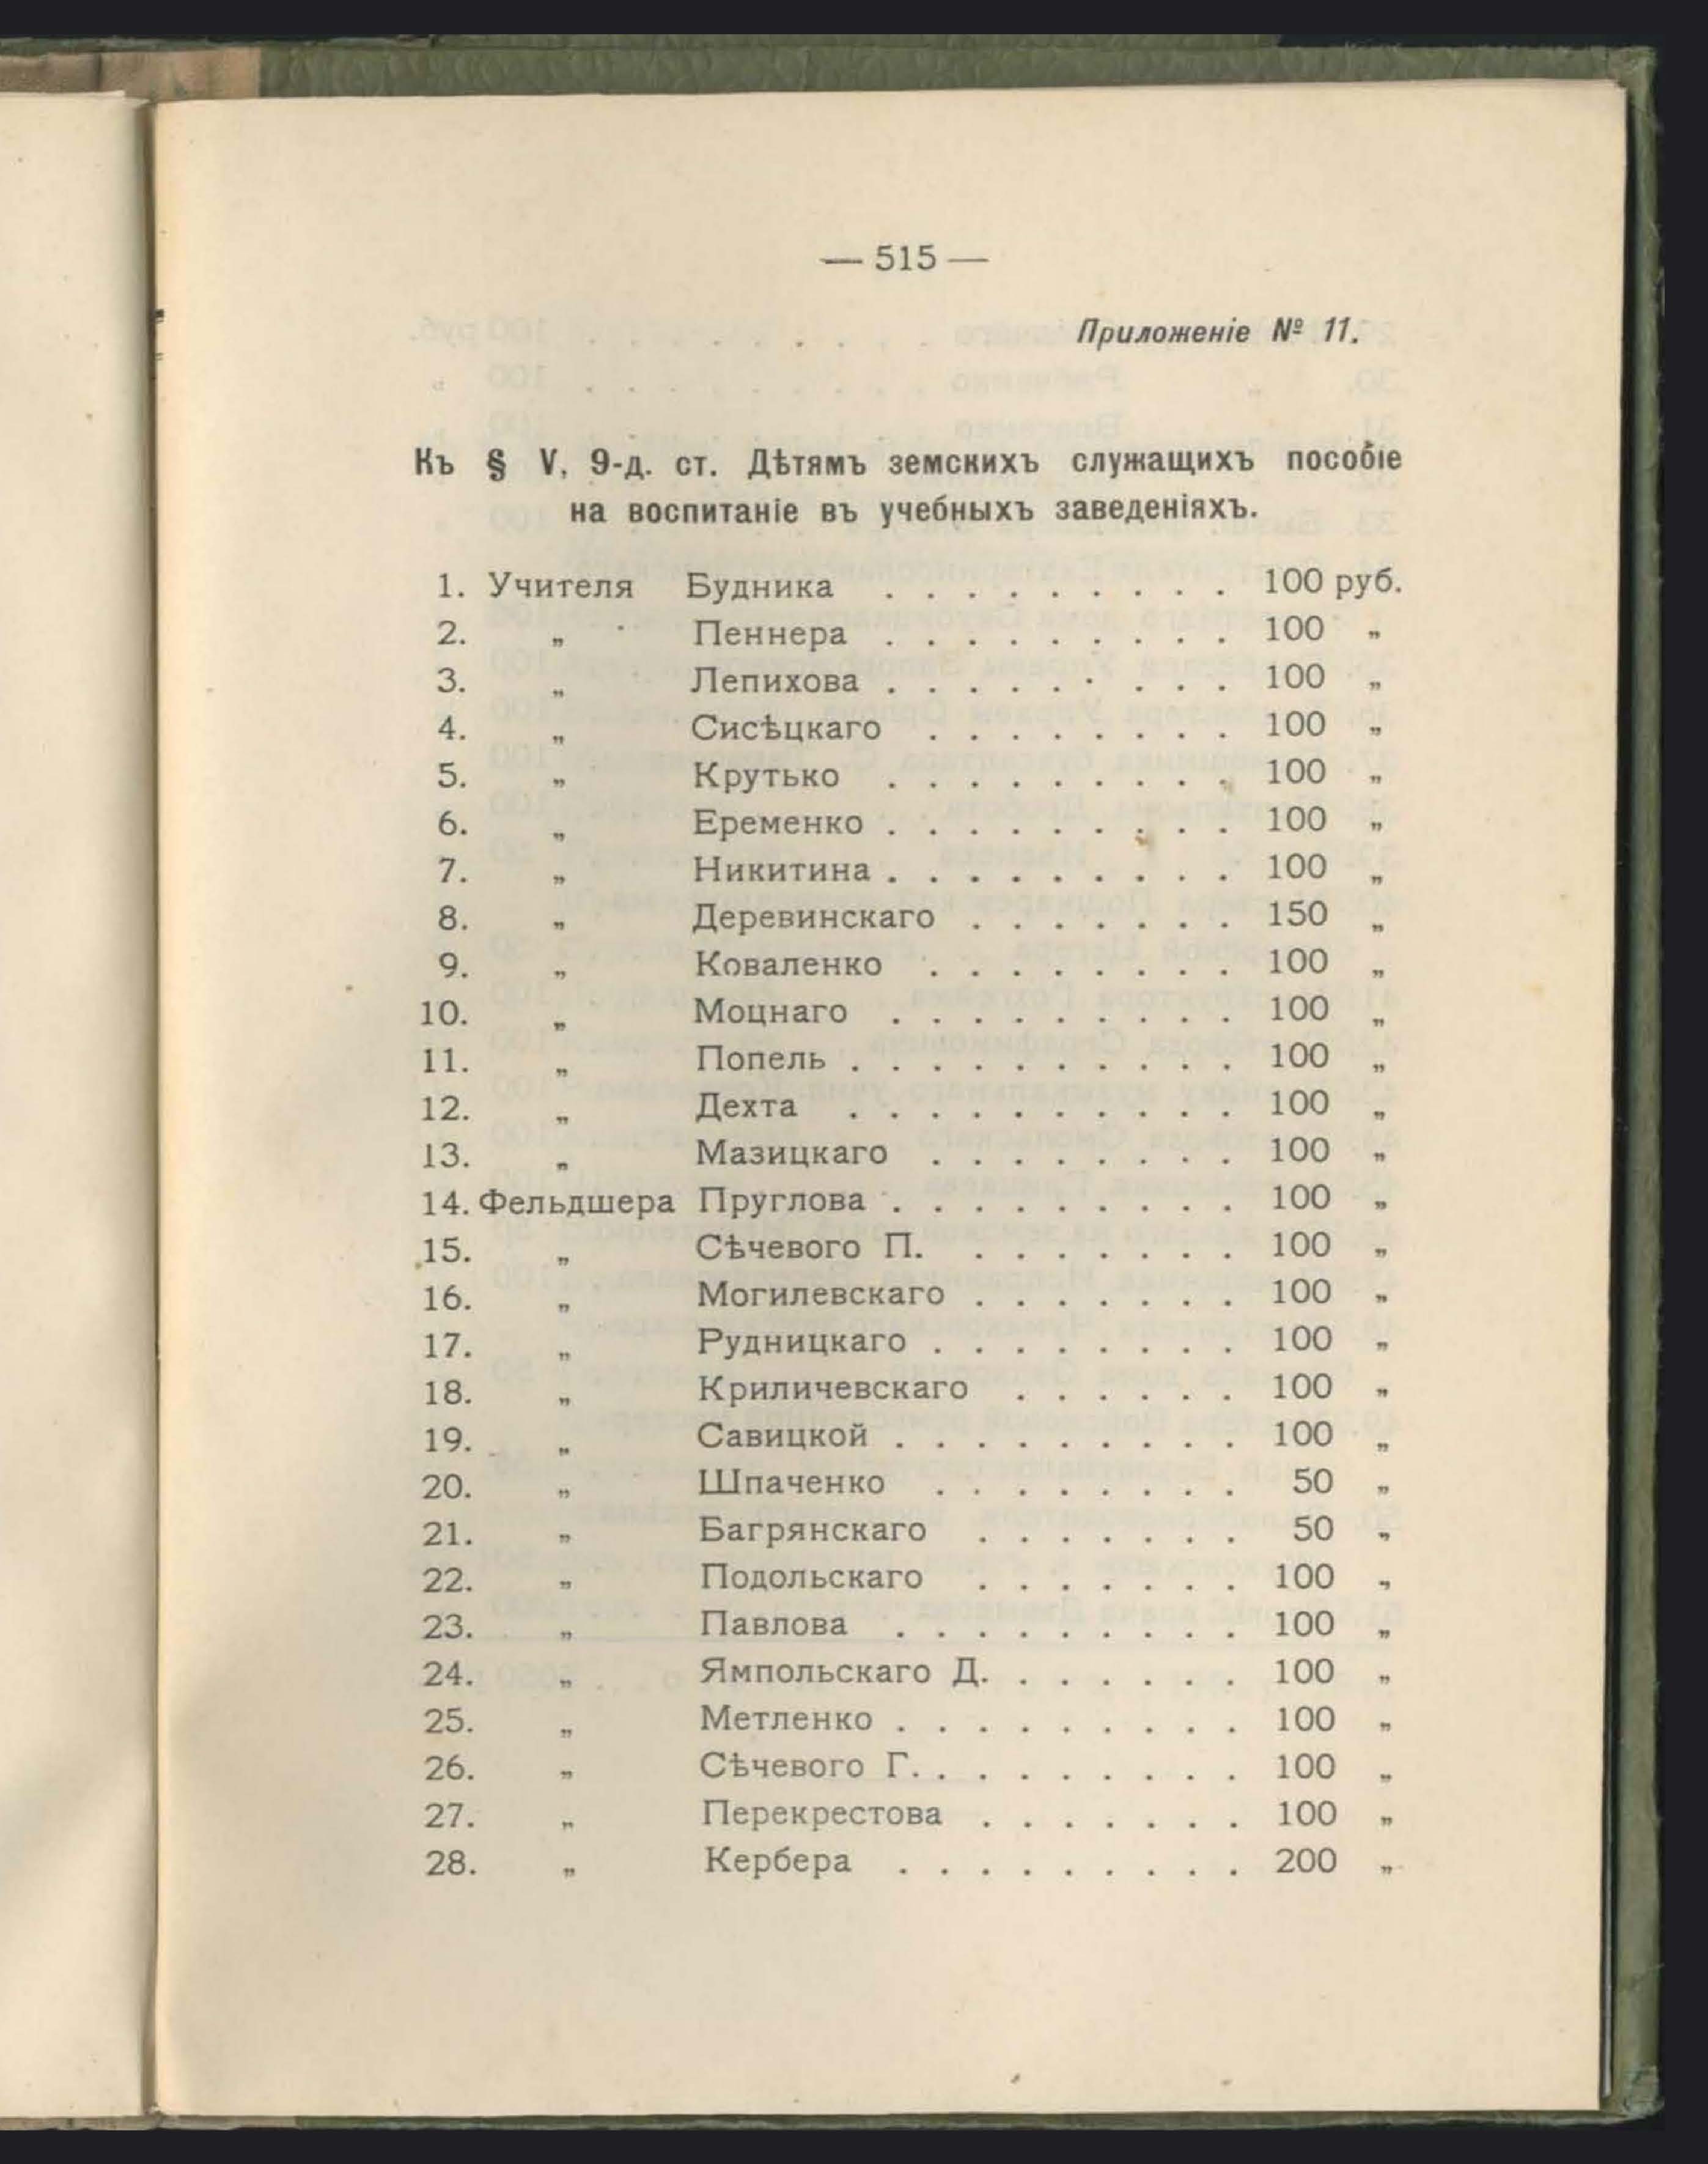 — 515 —
Приложеніе № 11.
Къ § V, 9-д. ст. Дѣтямъ земскихъ служащихъ пособіе
на воспитаніе въ учебныхъ заведеніяхъ.
1. Учителя Будника . . . . . . . . . 100 руб.
2. „ Пеннера . . . . . . . . . 100 „
3. „ Лепихова . . . . . . . . . 100 „
4. „ Сисѣцкаго . . . . . . . . 100 „
5. „ Крутько . . . . . . . . . 100 „
6. „ Еременко . . . . . . . . . 100 „
7. „ Никитина . . . . . . . . . 100 „
8. „ Деревинскаго . . . . . . . 150 „
9. „ Коваленко . . . . . . . . 100 „
10. „ Моцнаго . . . . . . . . . 100 „
11. „ Попель . . . . . . . . . . 100 „
12. „ Дехта . . . . . . . . . . 100 „
13. „ Мазицкаго . . . . . . . . 100 „
14. Фельдшера Пруглова . . . . . . . . . 100 „
15. „ Сѣчевого П. . . . . . . . 100 „
16. „ Могилевскаго . . . . . . . 100 „
17. „ Рудницкаго . . . . . . . . 100 „
18. „ Криличевскаго . . . . . . 100 „
19. „ Савицкой . . . . . . . . . 100 „
20. „ Шпаченко . . . . . . . . 50 „
21. „ Багрянскаго . . . . . . . 50 „
22. „ Подольскаго . . . . . . . 100 „
23. „ Павлова . . . . . . . . . 100 „
24. „ Ямпольскаго Д. . . . . . . 100 „
25. „ Метленко . . . . . . . . . 100 „
26. „ Сѣчевого Г. . . . . . . . . 100 „
27. „ Перекрестова . . . . . . . 100 „
28. „ Кербера . . . . . . . . . 200 „